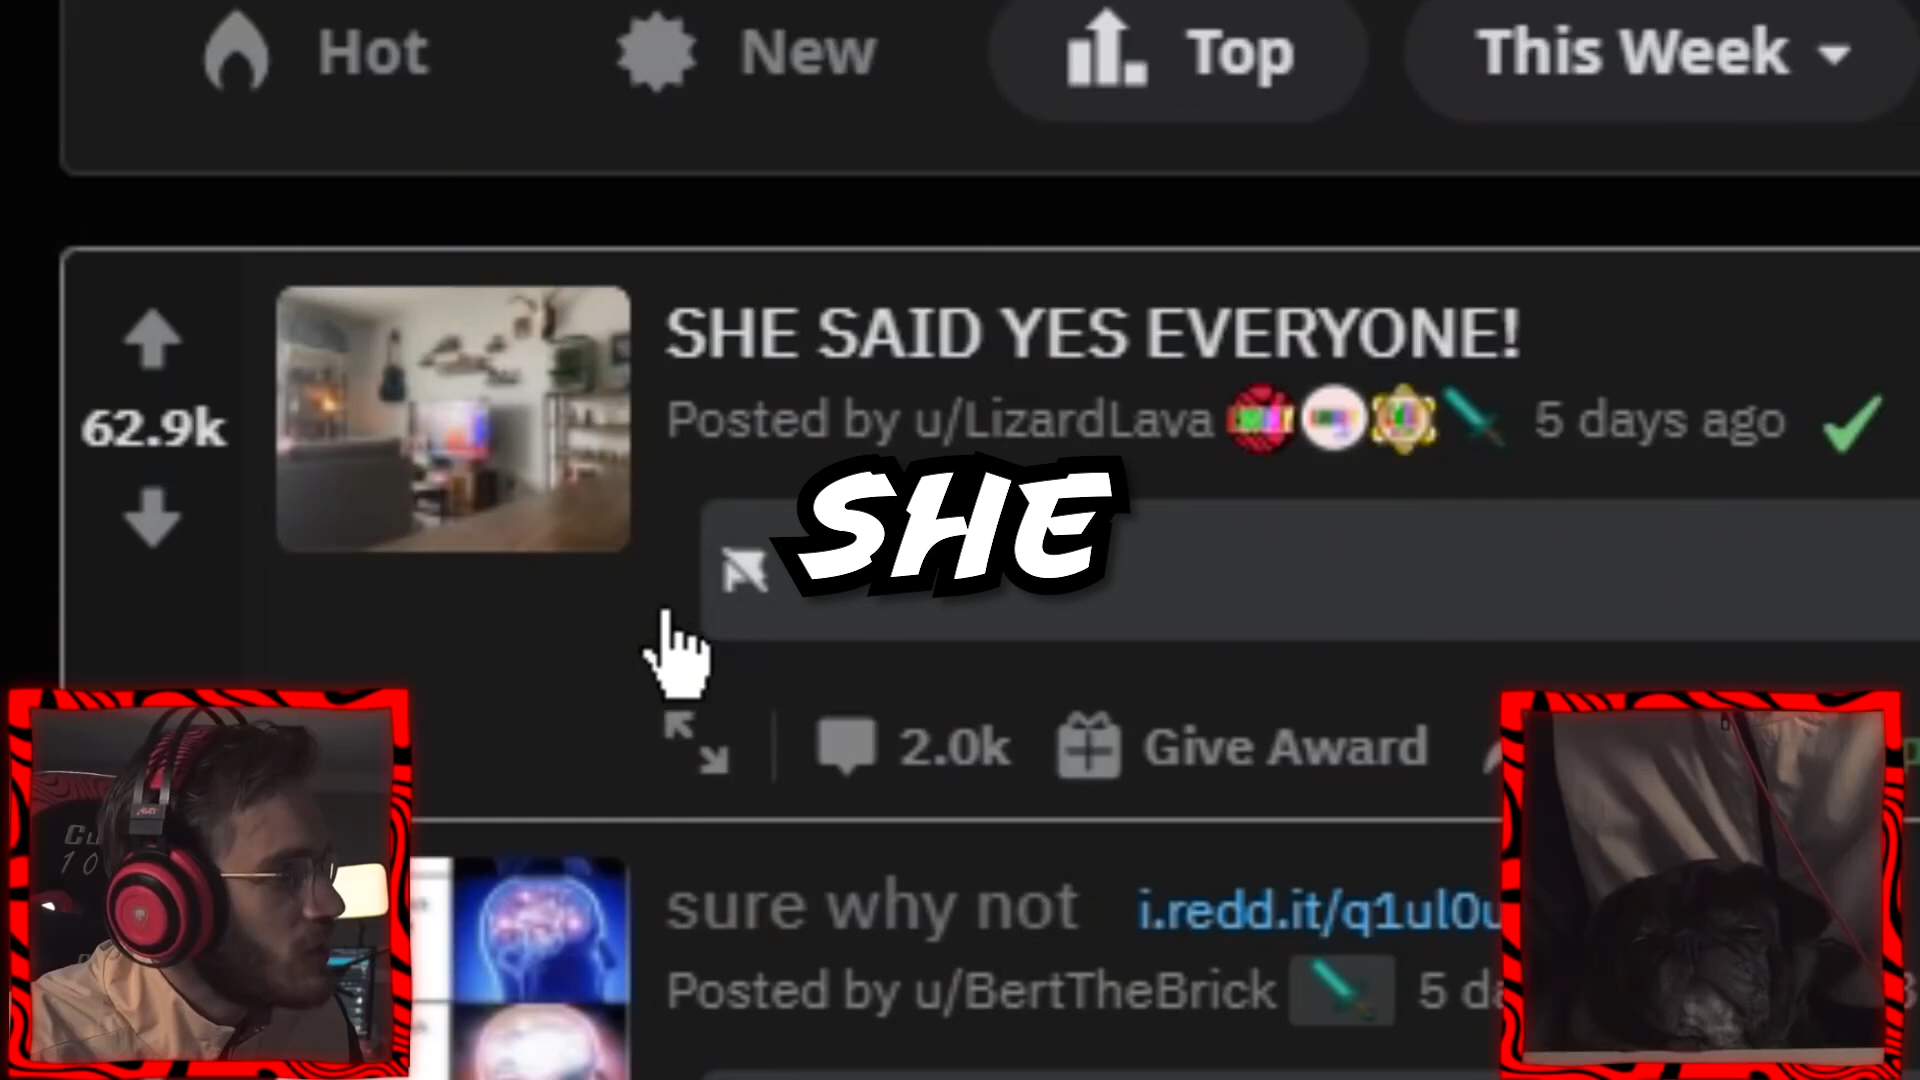 Hot New Top This Week
62.9k
SHE SAID YES EVERYONE!
Posted by u/LizardLava 5 days ago
SHE
2.0k Give Award
sure why not i.redd.it/q1ul0u
Posted by u/BertTheBrick 5 da